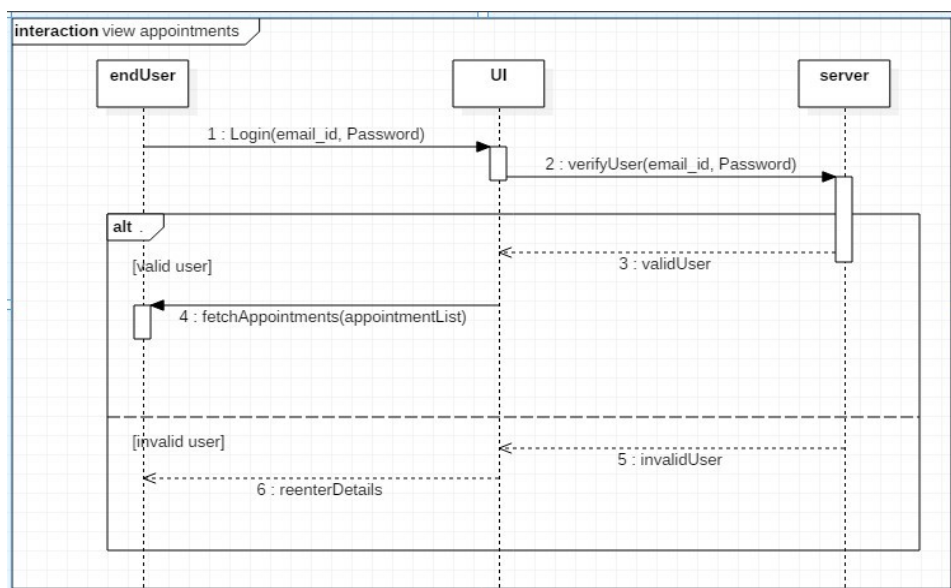 interaction view appointments
endUser
UI
server
1 : Login(email_id, Password)
2 : verifyUser(email_id, Password)
alt .
3 : validUser
[valid user]
4 : fetchAppointments(appointmentList)
[invalid user]
5 : invalidUser
6 : reenterDetails